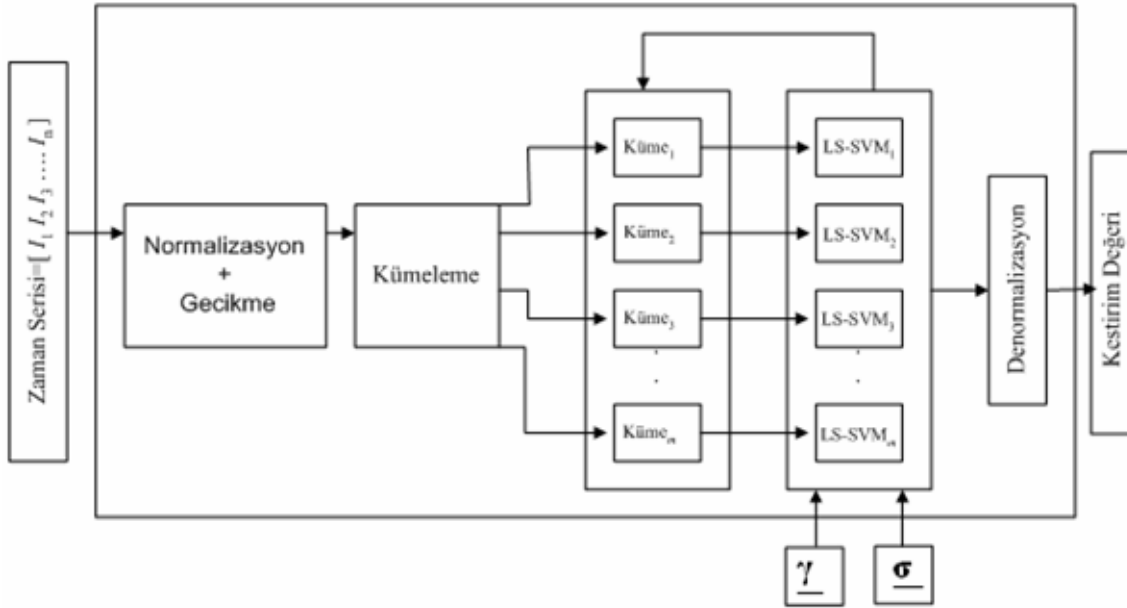 Zaman Serisi=[ I₁ I₂ I₃ .... Iₙ ]
Normalizasyon
+
Gecikme
Kümeleme
Küme₁
LS-SVM₁
Küme₂
LS-SVM₂
Küme₃
LS-SVM₃
. .
. .
Kümeₘ
LS-SVMₘ
Denormalizasyon
Kestirim Değeri
γ
σ